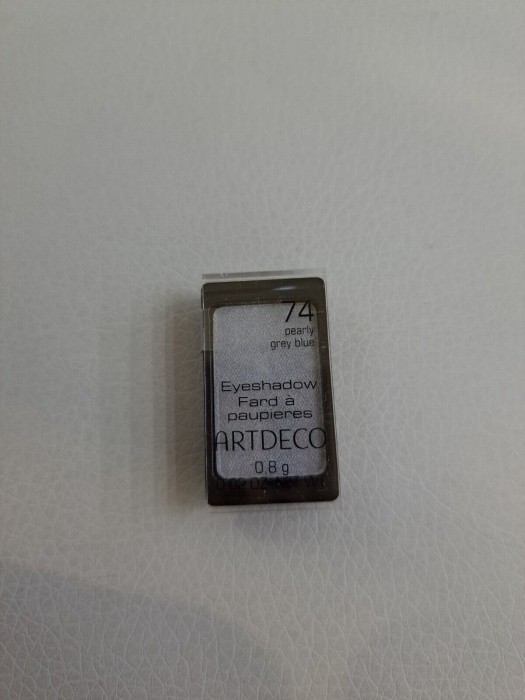 74
pearly
grey blue
Eyeshadow
Fard à
paupieres
ARTDECO
0,8 g